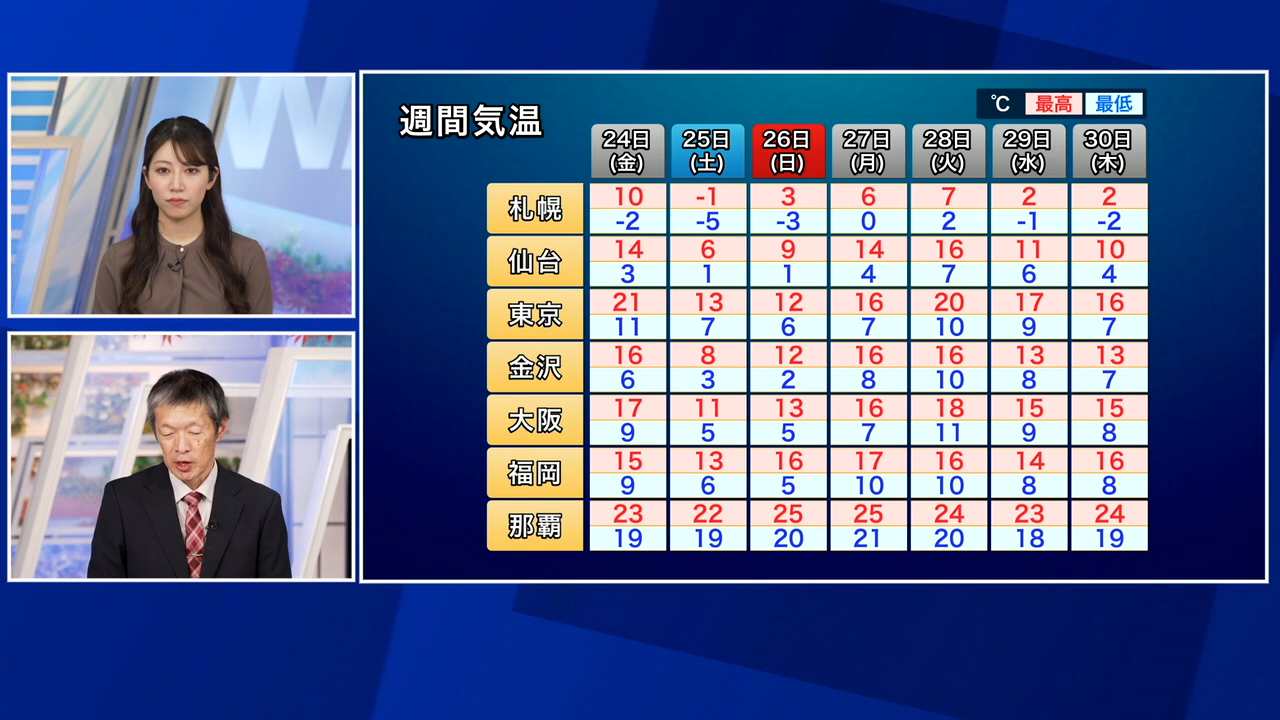 週間気温
℃ 最高 最低
24日(金) 25日(土) 26日(日) 27日(月) 28日(火) 29日(水) 30日(木)
札幌 10 -1 3 6 7 2 2
-2 -5 -3 0 2 -1 -2
仙台 14 6 9 14 16 11 10
3 1 1 4 7 6 4
東京 21 13 12 16 20 17 16
11 7 6 7 10 9 7
金沢 16 8 12 16 16 13 13
6 3 2 8 10 8 7
大阪 17 11 13 16 18 15 15
9 5 5 7 11 9 8
福岡 15 13 16 17 16 14 16
9 6 5 10 10 8 8
那覇 23 22 25 25 24 23 24
19 19 20 21 20 18 19